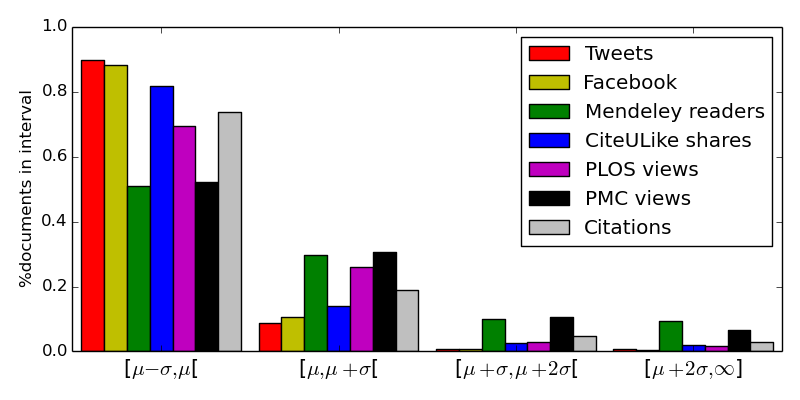 %documents in interval
1.0
0.8
0.6
0.4
0.2
0.0
Tweets
Facebook
Mendeley readers
CiteULike shares
PLOS views
PMC views
Citations
[μ−σ,μ[
[μ,μ+σ[
[μ+σ,μ+2σ[
[μ+2σ,∞]